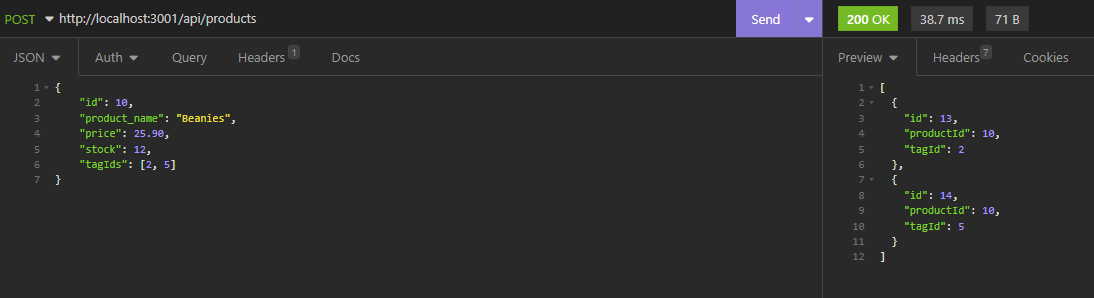 POST http://localhost:3001/api/products Send 200 OK 38.7 ms 71 B
JSON Auth Query Headers 1 Docs Preview Headers 7 Cookies
1 {
2 "id": 10,
3 "product_name": "Beanies",
4 "price": 25.90,
5 "stock": 12,
6 "tagIds": [2, 5]
7 }
1 [
2 {
3 "id": 13,
4 "productId": 10,
5 "tagId": 2
6 },
7 {
8 "id": 14,
9 "productId": 10,
10 "tagId": 5
11 }
12 ]